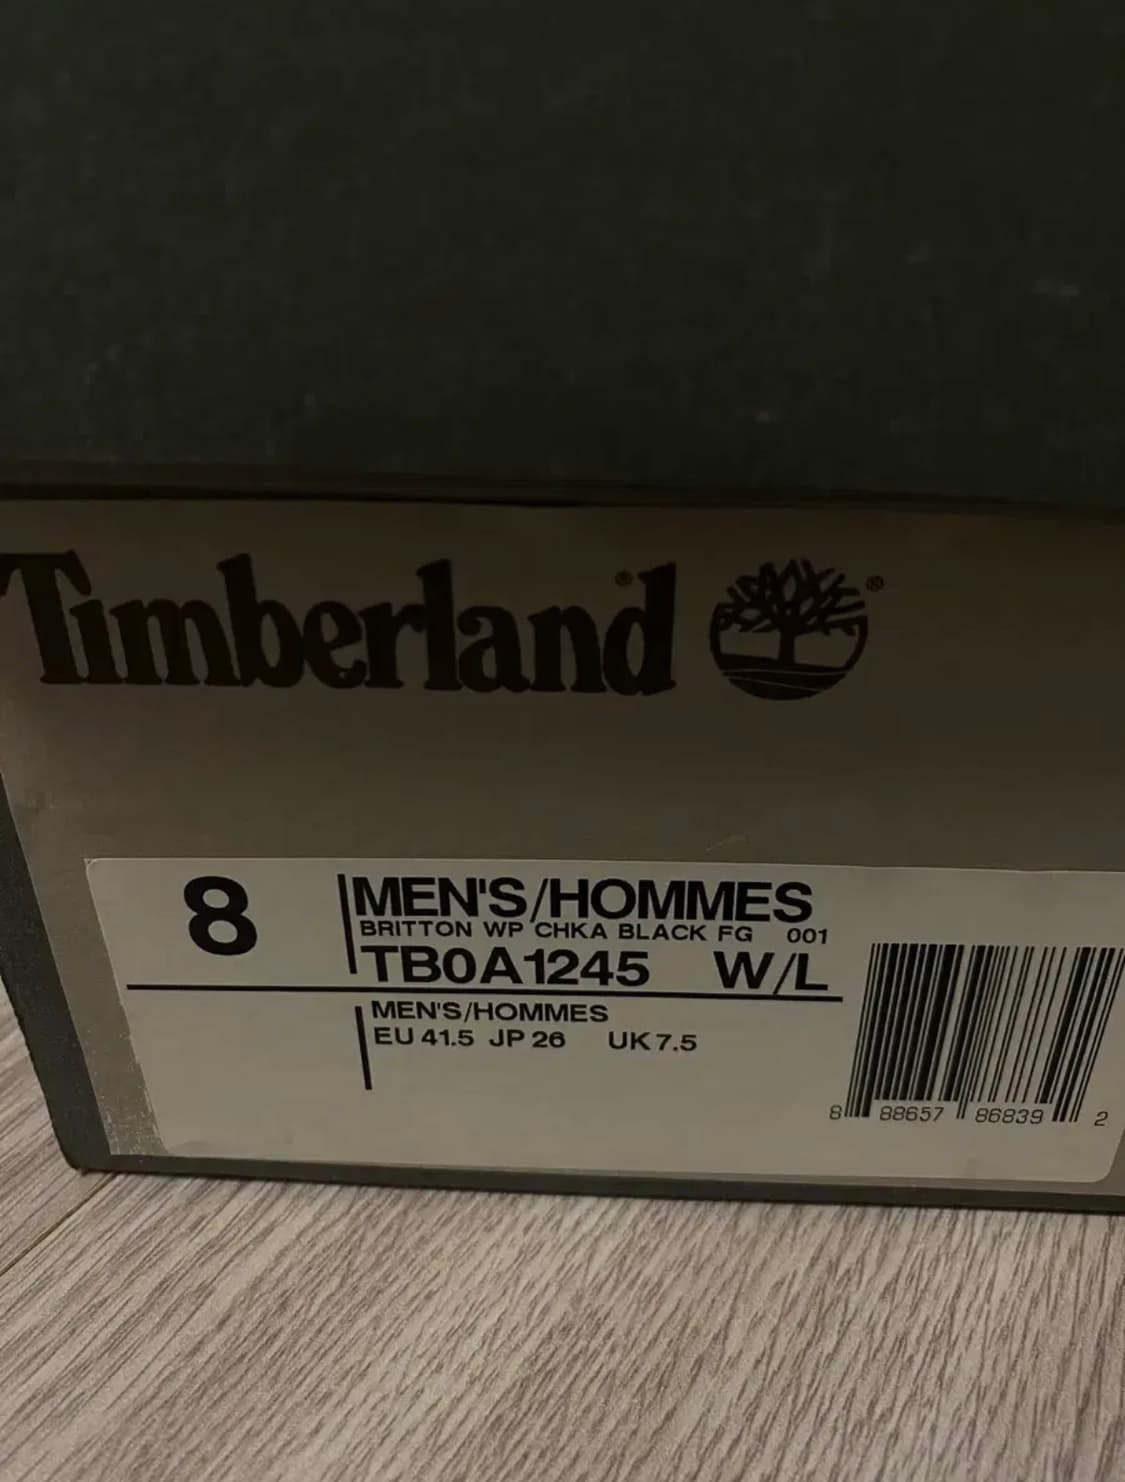 Timberland®
®
8
MEN'S/HOMMES
BRITTON WP CHKA BLACK FG 001
TB0A1245 W/L
MEN'S/HOMMES
EU 41.5 JP 26 UK 7.5
8 88657 86839 2